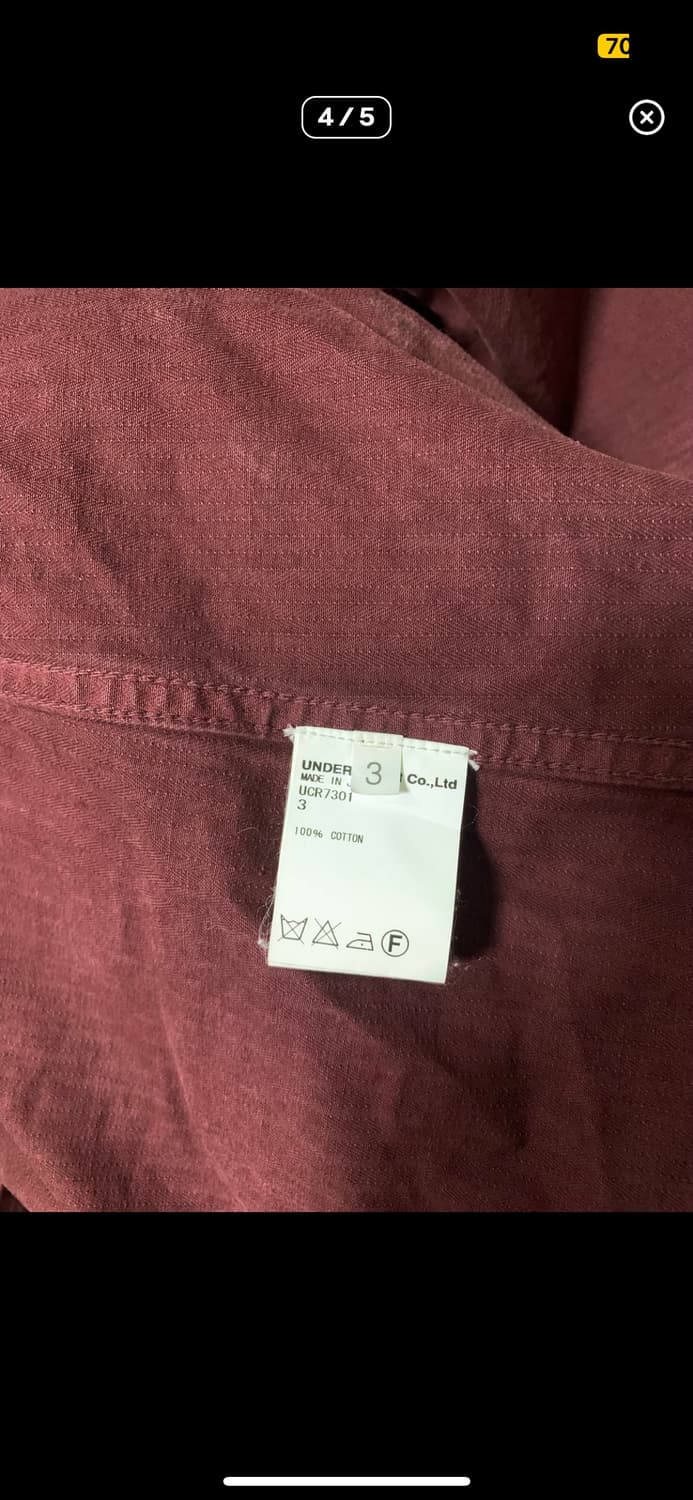 70
4/5
3
UNDER Co.,Ltd
MADE IN
UCR7301
3
100% COTTON
F